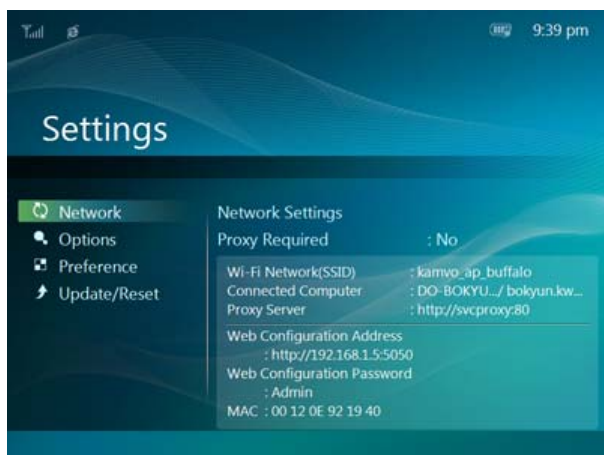 9:39 pm
Settings
Network
Options
Preference
Update/Reset
Network Settings
Proxy Required : No
Wi-Fi Network(SSID) : kamvo_ap_buffalo
Connected Computer : DO-BOKYU.../ bokyun.kw...
Proxy Server : http://svcproxy:80
Web Configuration Address
: http://192.168.1.5:5050
Web Configuration Password
: Admin
MAC : 00 12 0E 92 19 40